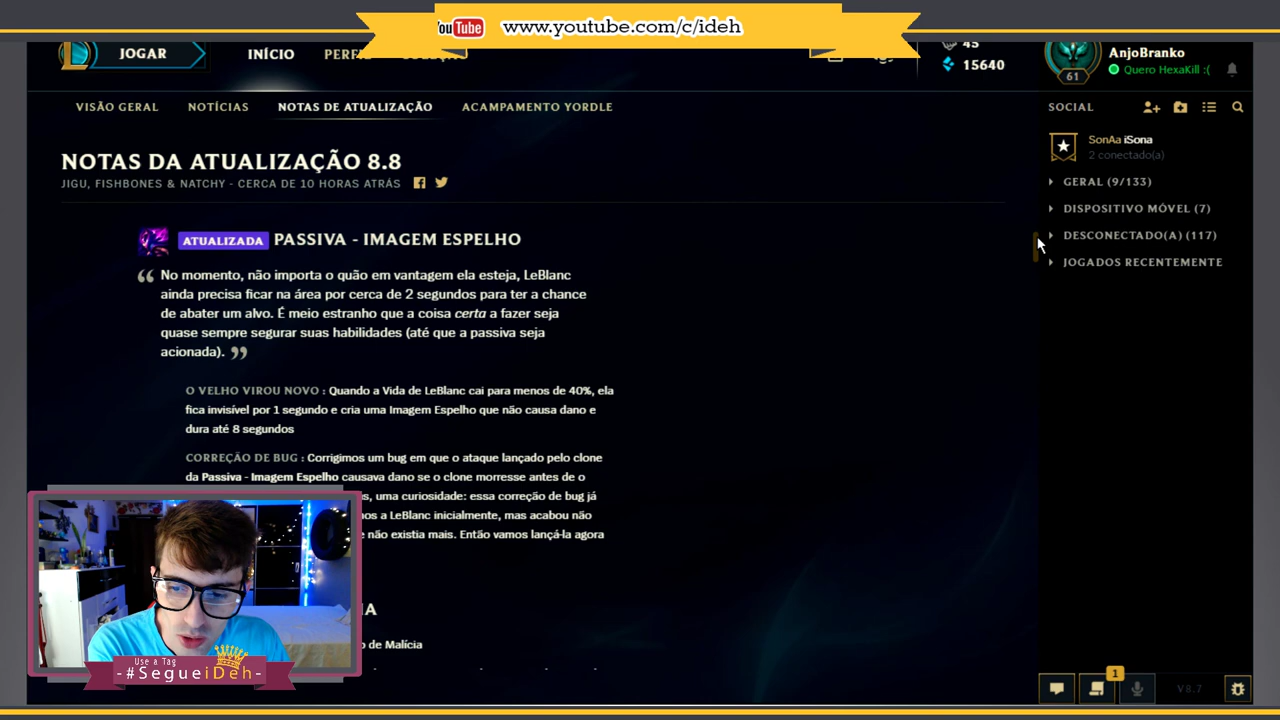 YouTube www.youtube.com/c/ideh
JOGAR
INÍCIO
45
15640
AnjoBranko
Quero HexaKill :(
61
VISÃO GERAL
NOTÍCIAS
NOTAS DE ATUALIZAÇÃO
ACAMPAMENTO YORDLE
SOCIAL
NOTAS DA ATUALIZAÇÃO 8.8
JIGU, FISHBONES & NATCHY - CERCA DE 10 HORAS ATRÁS
SonAa iSona
2 conectado(a)
GERAL (9/133)
DISPOSITIVO MÓVEL (7)
DESCONECTADO(A) (117)
JOGADOS RECENTEMENTE
ATUALIZADA PASSIVA - IMAGEM ESPELHO
“ No momento, não importa o quão em vantagem ela esteja, LeBlanc
ainda precisa ficar na área por cerca de 2 segundos para ter a chance
de abater um alvo. É meio estranho que a coisa certa a fazer seja
quase sempre segurar suas habilidades (até que a passiva seja
acionada). ”
O VELHO VIROU NOVO : Quando a Vida de LeBlanc cai para menos de 40%, ela
fica invisível por 1 segundo e cria uma Imagem Espelho que não causa dano e
dura até 8 segundos
CORREÇÃO DE BUG : Corrigimos um bug em que o ataque lançado pelo clone
da Passiva - Imagem Espelho causava dano se o clone morresse antes de o
s, uma curiosidade: essa correção de bug já
os a LeBlanc inicialmente, mas acabou não
e não existia mais. Então vamos lançá-la agora
IA
o de Malícia
Use a Tag
-#SegueiDeh-
1
V8.7